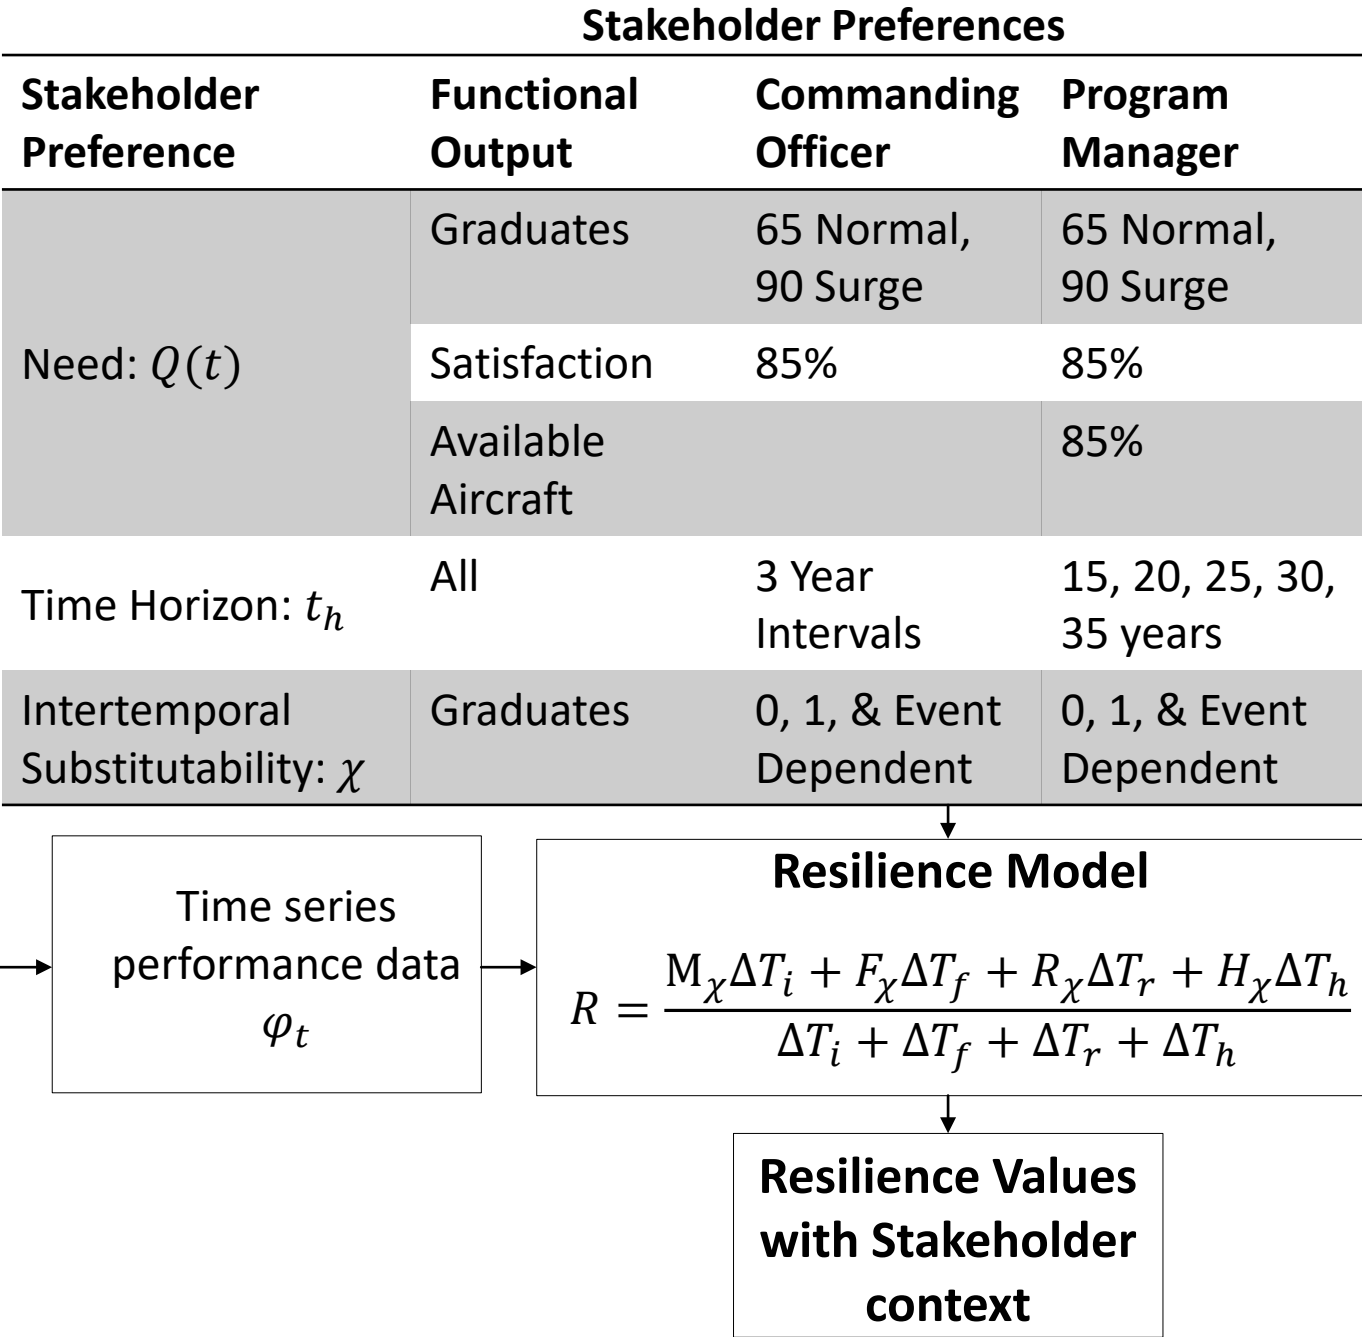 Stakeholder Preferences
Stakeholder Preference
Functional Output
Commanding Officer
Program Manager
Need: Q(t)
Graduates
65 Normal, 90 Surge
65 Normal, 90 Surge
Satisfaction
85%
85%
Available Aircraft
85%
Time Horizon: t_h
All
3 Year Intervals
15, 20, 25, 30, 35 years
Intertemporal Substitutability: χ
Graduates
0, 1, & Event Dependent
0, 1, & Event Dependent
Time series
performance data
φ_t
Resilience Model
R = (M_χΔT_i + F_χΔT_f + R_χΔT_r + H_χΔT_h) / (ΔT_i + ΔT_f + ΔT_r + ΔT_h)
Resilience Values
with Stakeholder
context